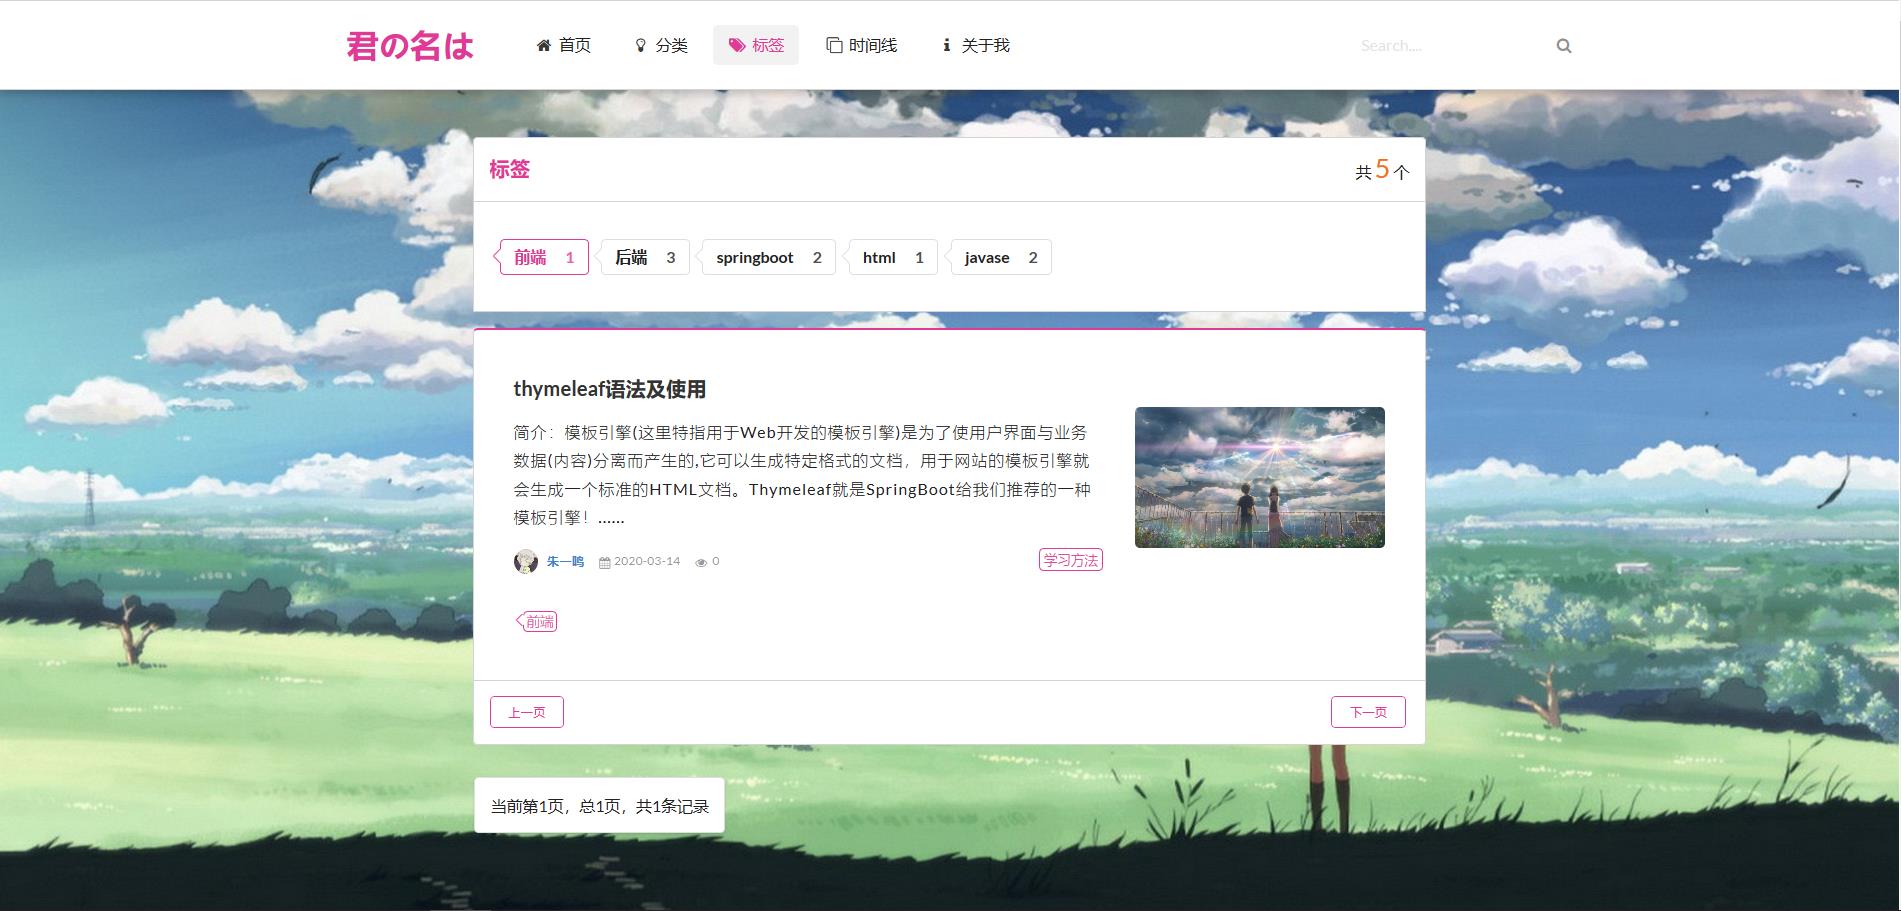 君の名は
首页
分类
标签
时间线
关于我
Search....
标签
共5个
前端 1
后端 3
springboot 2
html 1
javase 2
thymeleaf语法及使用
简介：模板引擎(这里特指用于Web开发的模板引擎)是为了使用户界面与业务
数据(内容)分离而产生的,它可以生成特定格式的文档，用于网站的模板引擎就
会生成一个标准的HTML文档。Thymeleaf就是SpringBoot给我们推荐的一种
模板引擎！......
朱一鸣 2020-03-14 0
学习方法
前端
上一页
下一页
当前第1页，总1页，共1条记录